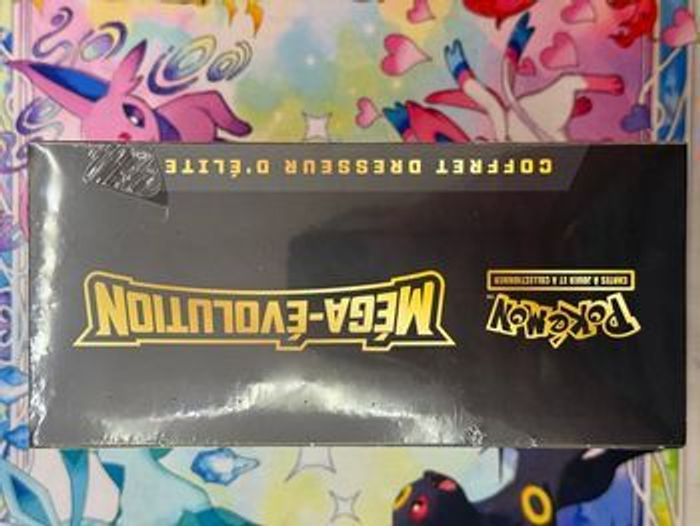 POKÉMON
CARTES À JOUER ET À COLLECTIONNER
MÉGA-ÉVOLUTION
COFFRET DRESSEUR D'ÉLITE